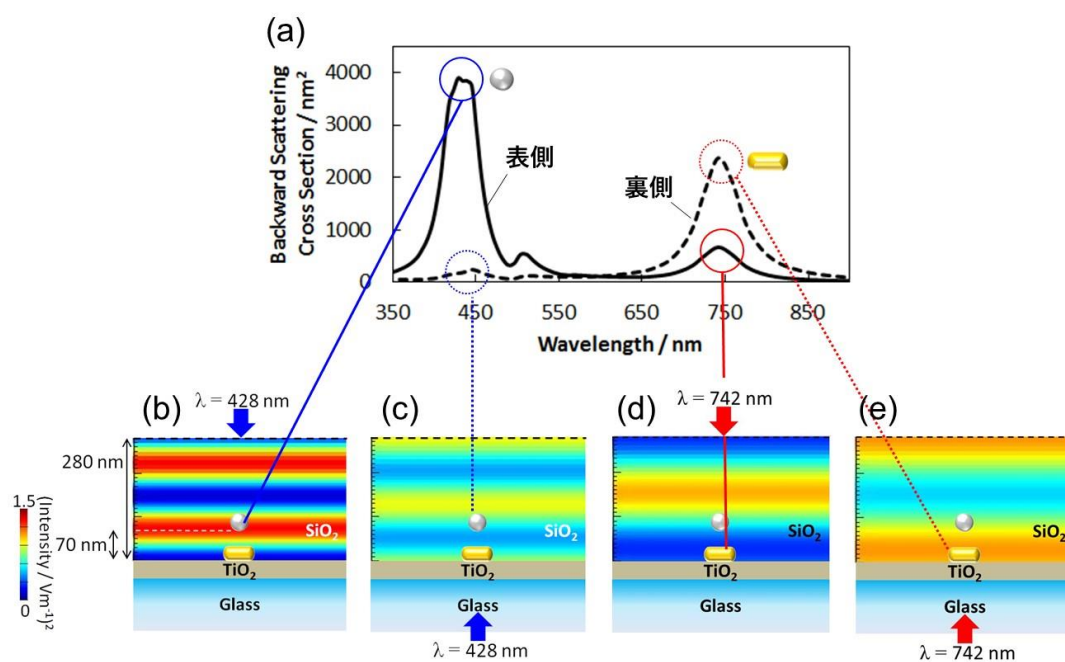 (a)
Backward Scattering
Cross Section / nm²
4000
3000
2000
1000
0
表側
裏側
350
450
550
650
750
850
Wavelength / nm
(b)
λ = 428 nm
(c)
(d)
λ = 742 nm
(e)
280 nm
1.5
(Intensity / Vm⁻¹)²
0
70 nm
SiO₂
SiO₂
SiO₂
SiO₂
TiO₂
TiO₂
TiO₂
TiO₂
Glass
Glass
Glass
Glass
λ = 428 nm
λ = 742 nm